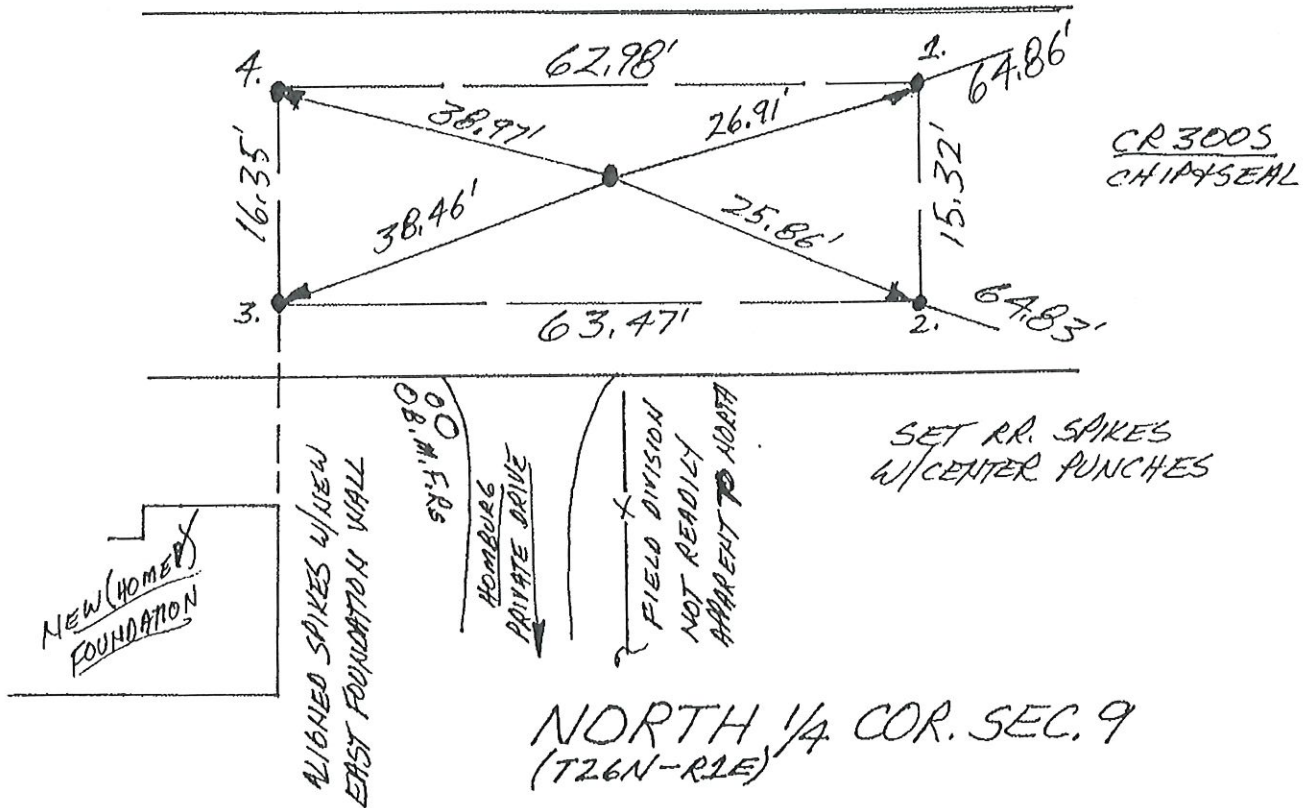 4.
62.98'
1.
64.86'
38.97'
26.91'
CR 300S
CHIP&SEAL
16.35'
15.32'
38.46'
25.86'
3.
63.47'
2.
64.83'
SET RR. SPIKES
W/CENTER PUNCHES
NEW (HOMER)
FOUNDATION
ALIGNED SPIKES W/NEW
EAST FOUNDATION WALL
8. M.F.RS
HOMBURG
PRIVATE DRIVE
FIELD DIVISION
NOT READILY
APPARENT TO NORTH
NORTH 1/4 COR. SEC. 9
(T26N-R1E)